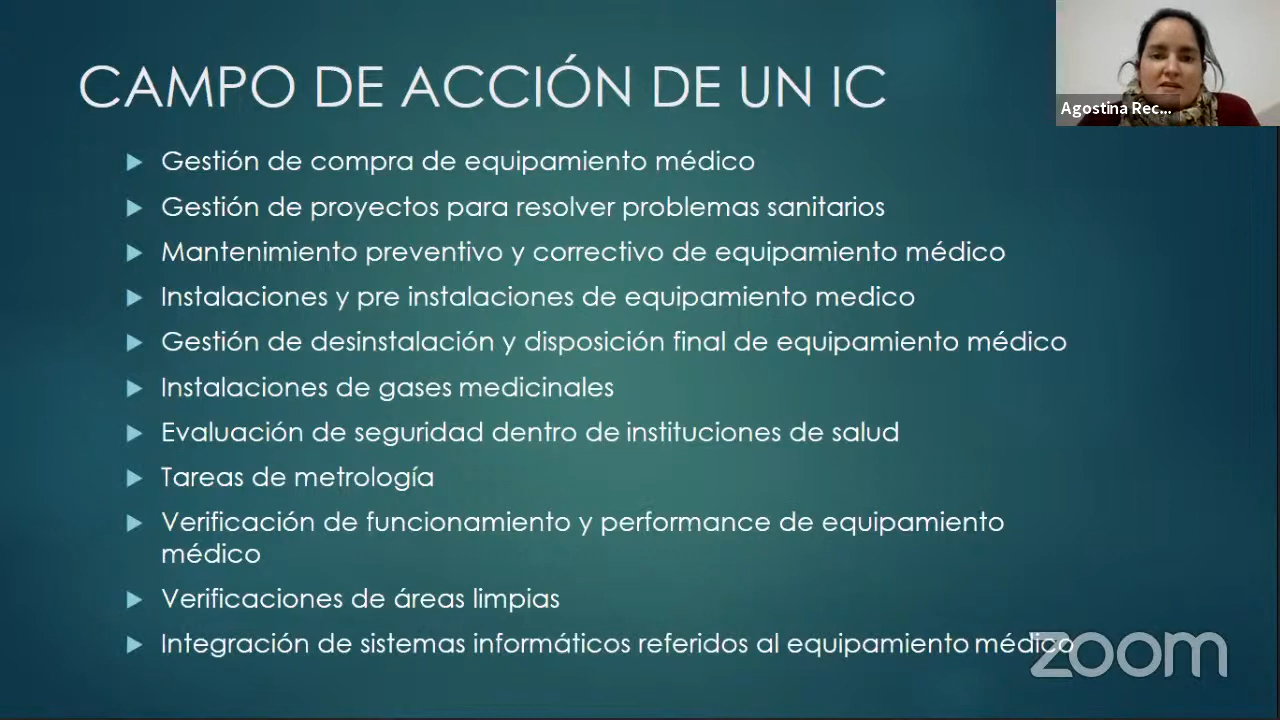 CAMPO DE ACCIÓN DE UN IC
Agostina Rec...
Gestión de compra de equipamiento médico
Gestión de proyectos para resolver problemas sanitarios
Mantenimiento preventivo y correctivo de equipamiento médico
Instalaciones y pre instalaciones de equipamiento medico
Gestión de desinstalación y disposición final de equipamiento médico
Instalaciones de gases medicinales
Evaluación de seguridad dentro de instituciones de salud
Tareas de metrología
Verificación de funcionamiento y performance de equipamiento
médico
Verificaciones de áreas limpias
Integración de sistemas informáticos referidos al equipamiento médico
zoom